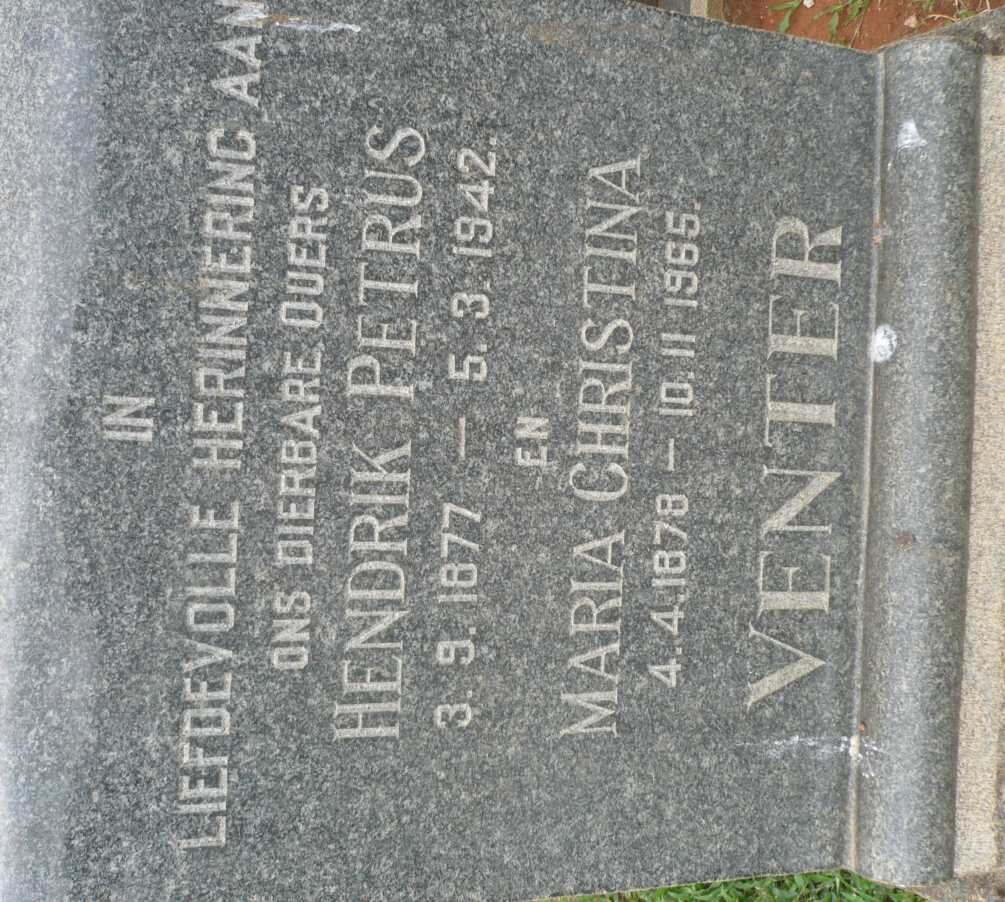 IN
LIEFDEVOLLE HERINNERING AAN
ONS DIERBARE OUERS
HENDRIK PETRUS
3.9.1877 – 5.3.1942.
EN
MARIA CHRISTINA
4.4.1878 – 10.11.1965.
VENTER